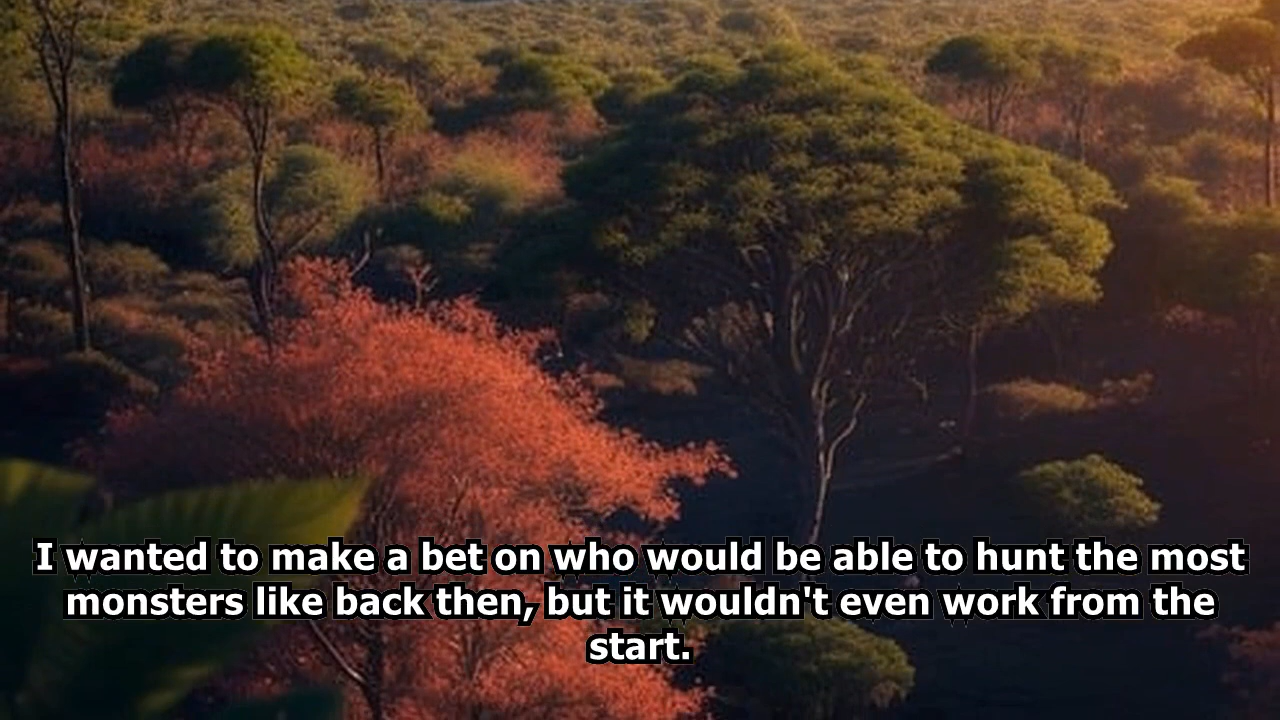 I wanted to make a bet on who would be able to hunt the most
monsters like back then, but it wouldn't even work from the
start.